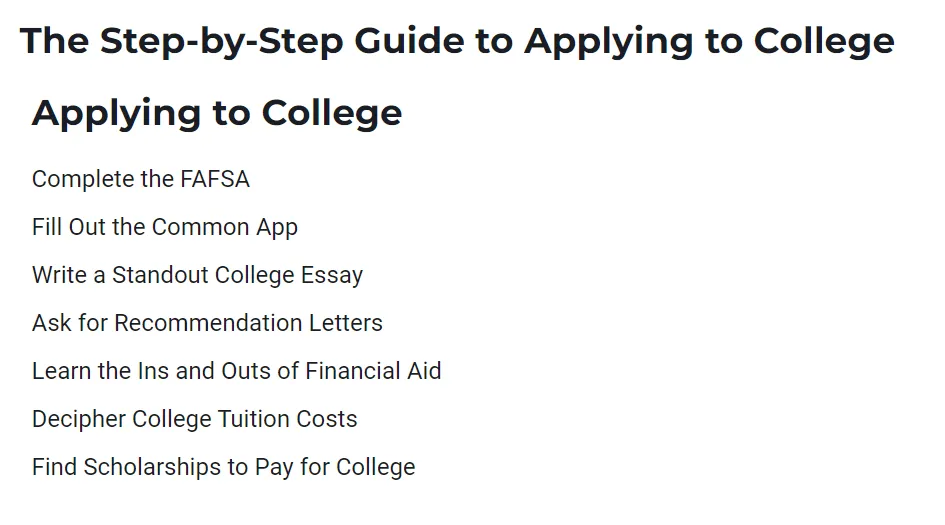 The Step-by-Step Guide to Applying to College
Applying to College
Complete the FAFSA
Fill Out the Common App
Write a Standout College Essay
Ask for Recommendation Letters
Learn the Ins and Outs of Financial Aid
Decipher College Tuition Costs
Find Scholarships to Pay for College